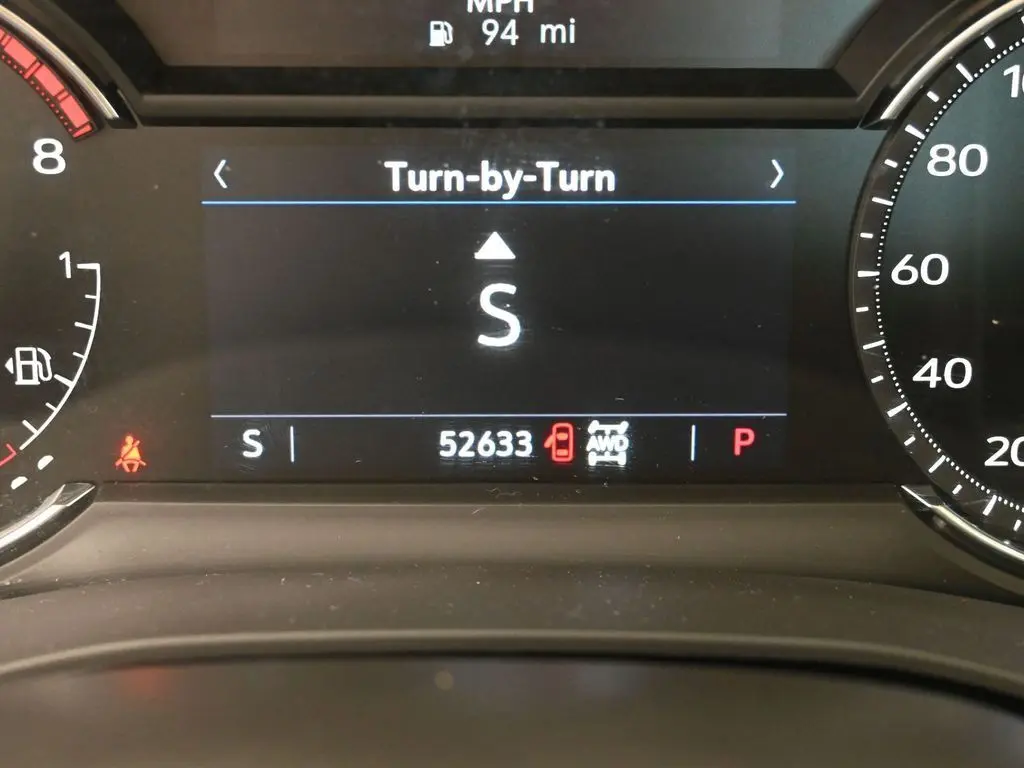 MPH
94 mi
8
< Turn-by-Turn >
80
1
S
60
40
S | 52633 AWD | P
20